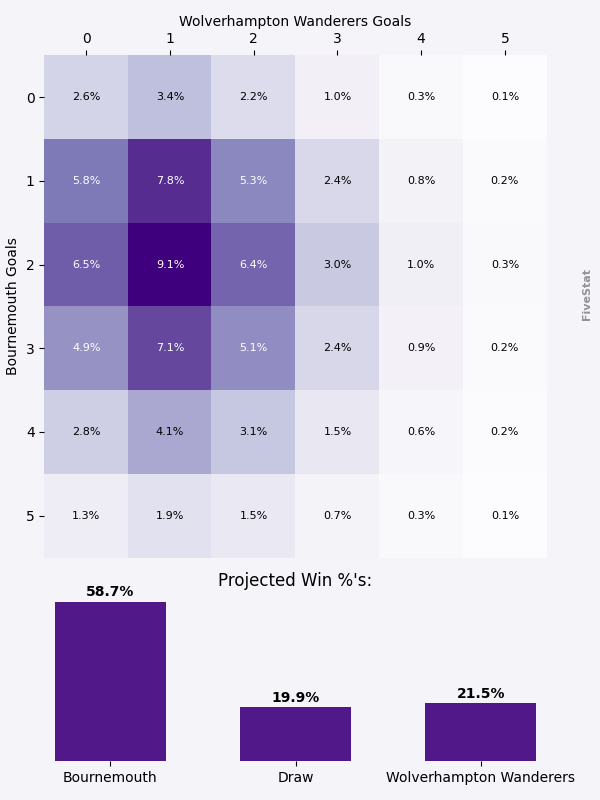 Wolverhampton Wanderers Goals
0 1 2 3 4 5
0 2.6% 3.4% 2.2% 1.0% 0.3% 0.1%
1 5.8% 7.8% 5.3% 2.4% 0.8% 0.2%
2 6.5% 9.1% 6.4% 3.0% 1.0% 0.3%
3 4.9% 7.1% 5.1% 2.4% 0.9% 0.2%
4 2.8% 4.1% 3.1% 1.5% 0.6% 0.2%
5 1.3% 1.9% 1.5% 0.7% 0.3% 0.1%
Bournemouth Goals
FiveStat
Projected Win %'s:
58.7% 19.9% 21.5%
Bournemouth Draw Wolverhampton Wanderers